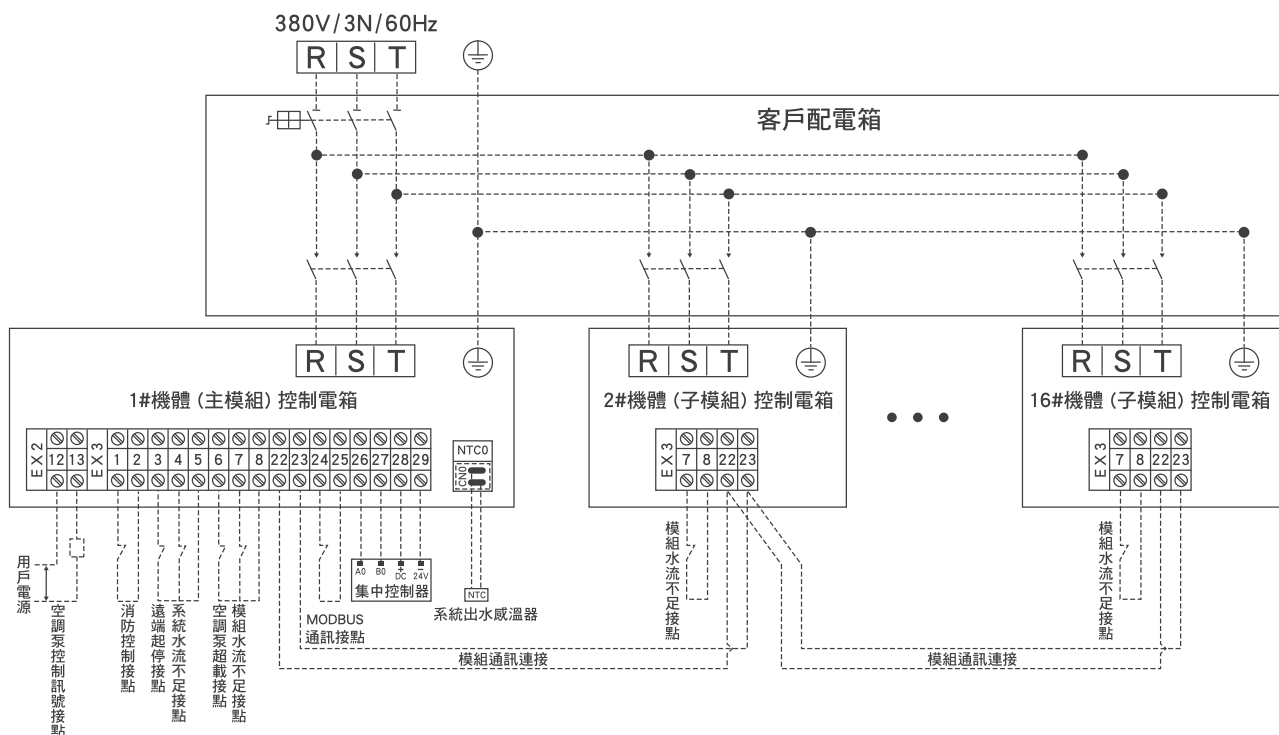 380V/3N/60Hz
R S T
客戶配電箱
R S T
R S T
R S T
1#機體 (主模組) 控制電箱
2#機體 (子模組) 控制電箱
16#機體 (子模組) 控制電箱
EX2 12 13 EX3 1 2 3 4 5 6 7 8 22 23 24 25 26 27 28 29
NTC0
CN0
EX3 7 8 22 23
EX3 7 8 22 23
用戶電源
空調泵控制訊號接點
消防控制接點
遠端起停接點
系統水流不足接點
空調泵超載接點
模組水流不足接點
MODBUS
通訊接點
A0 B0 + DC − 24V
集中控制器
NTC
系統出水感溫器
模組水流不足接點
模組水流不足接點
模組通訊連接
模組通訊連接